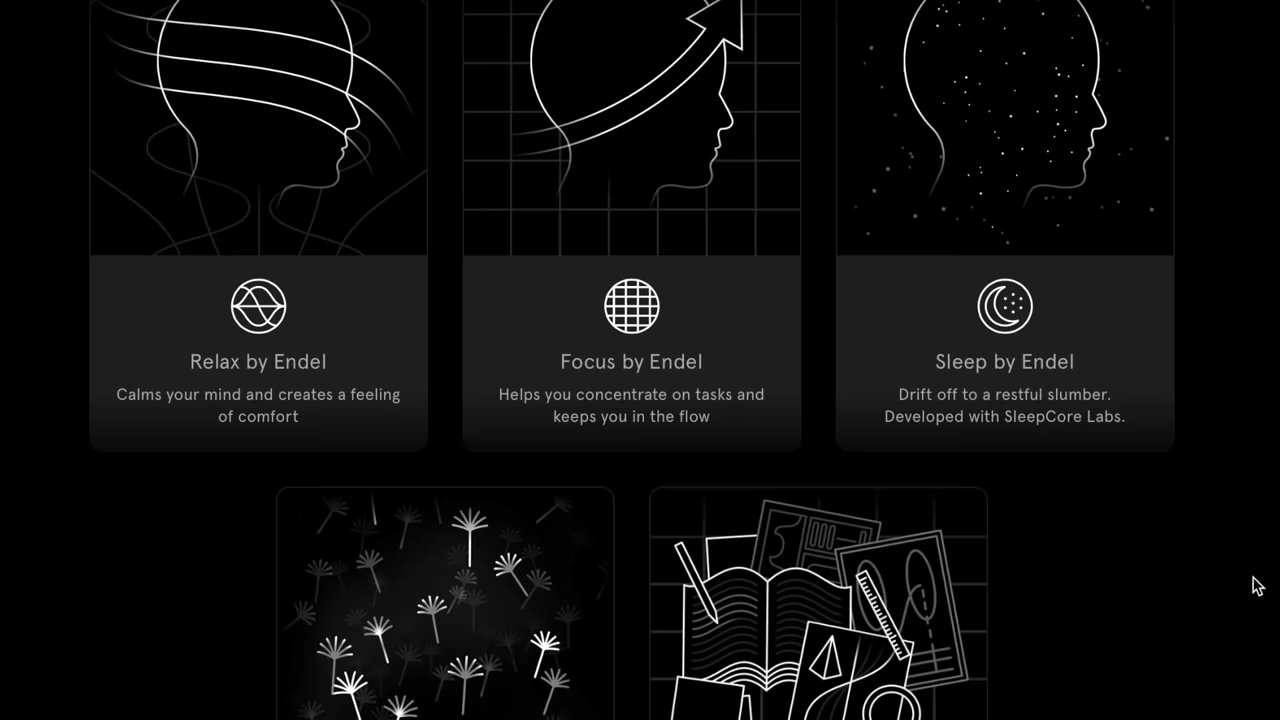 Relax by Endel
Calms your mind and creates a feeling
of comfort
Focus by Endel
Helps you concentrate on tasks and
keeps you in the flow
Sleep by Endel
Drift off to a restful slumber.
Developed with SleepCore Labs.